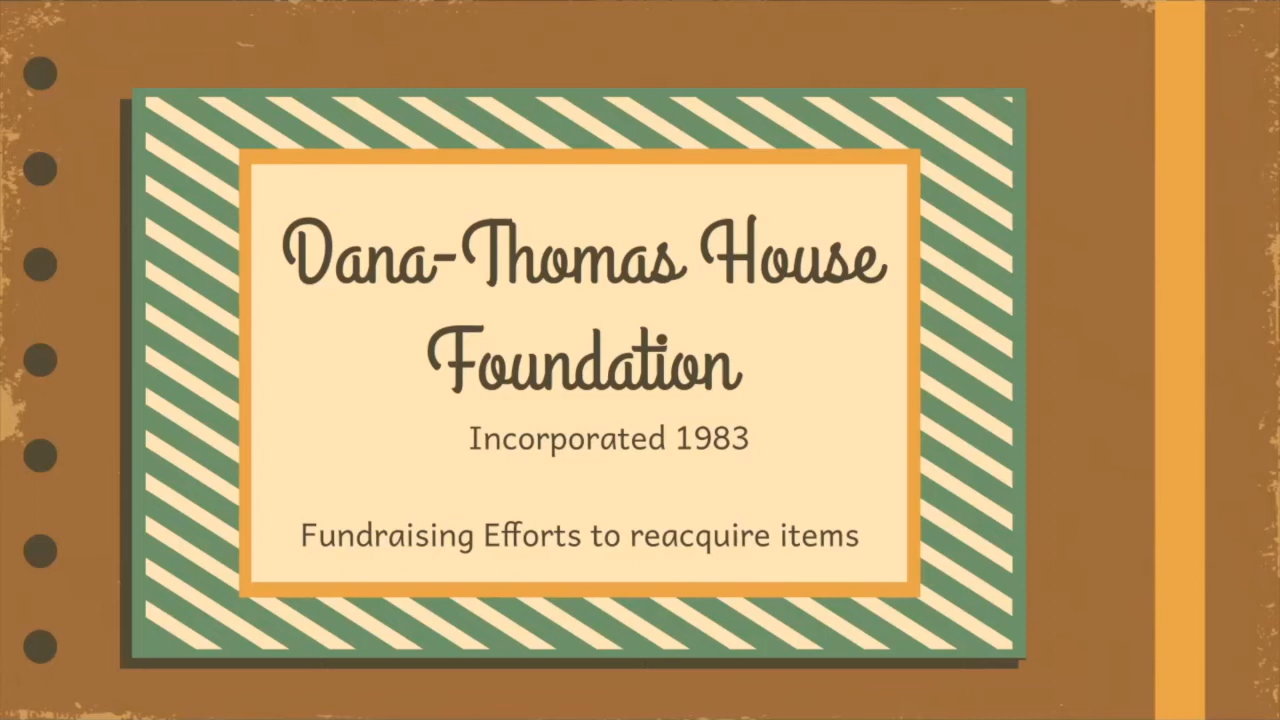 Dana-Thomas House
Foundation
Incorporated 1983
Fundraising Efforts to reacquire items